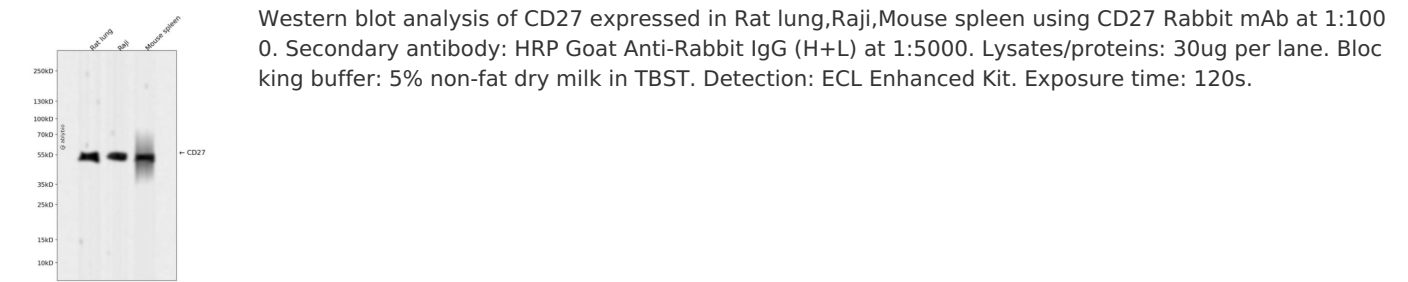 Western blot analysis of CD27 expressed in Rat lung,Raji,Mouse spleen using CD27 Rabbit mAb at 1:100
0. Secondary antibody: HRP Goat Anti-Rabbit IgG (H+L) at 1:5000. Lysates/proteins: 30ug per lane. Bloc
king buffer: 5% non-fat dry milk in TBST. Detection: ECL Enhanced Kit. Exposure time: 120s.
Rat lung
Raji
Mouse spleen
250kD
130kD
100kD
70kD
55kD
35kD
25kD
15kD
10kD
← CD27